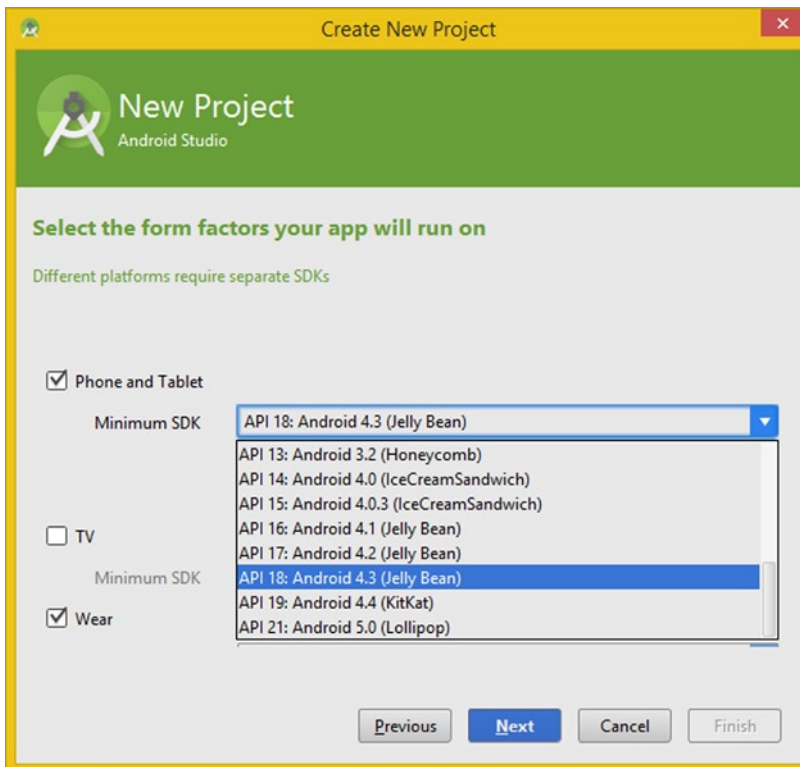 Create New Project
New Project
Android Studio
Select the form factors your app will run on
Different platforms require separate SDKs
Phone and Tablet
Minimum SDK
API 18: Android 4.3 (Jelly Bean)
API 13: Android 3.2 (Honeycomb)
API 14: Android 4.0 (IceCreamSandwich)
API 15: Android 4.0.3 (IceCreamSandwich)
API 16: Android 4.1 (Jelly Bean)
API 17: Android 4.2 (Jelly Bean)
API 18: Android 4.3 (Jelly Bean)
API 19: Android 4.4 (KitKat)
API 21: Android 5.0 (Lollipop)
TV
Minimum SDK
Wear
Previous
Next
Cancel
Finish